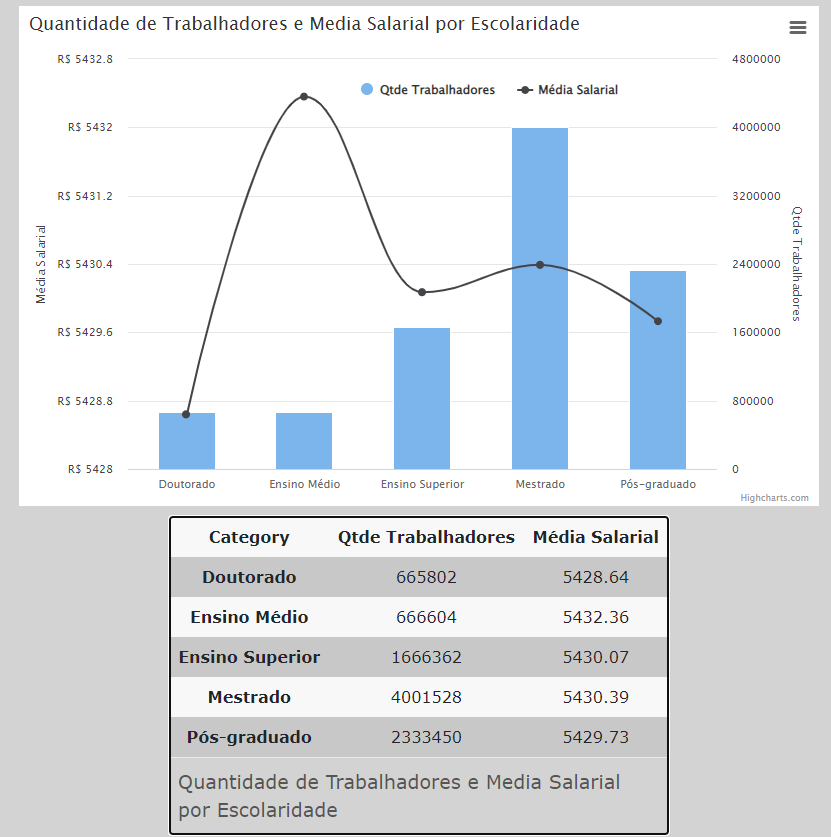 Quantidade de Trabalhadores e Media Salarial por Escolaridade
R$ 5432.8
4800000
Qtde Trabalhadores
Média Salarial
R$ 5432
4000000
R$ 5431.2
3200000
Média Salarial
Qtde Trabalhadores
R$ 5430.4
2400000
R$ 5429.6
1600000
R$ 5428.8
800000
R$ 5428
0
Doutorado Ensino Médio Ensino Superior Mestrado Pós-graduado
Highcharts.com
Category Qtde Trabalhadores Média Salarial
Doutorado 665802 5428.64
Ensino Médio 666604 5432.36
Ensino Superior 1666362 5430.07
Mestrado 4001528 5430.39
Pós-graduado 2333450 5429.73
Quantidade de Trabalhadores e Media Salarial
por Escolaridade